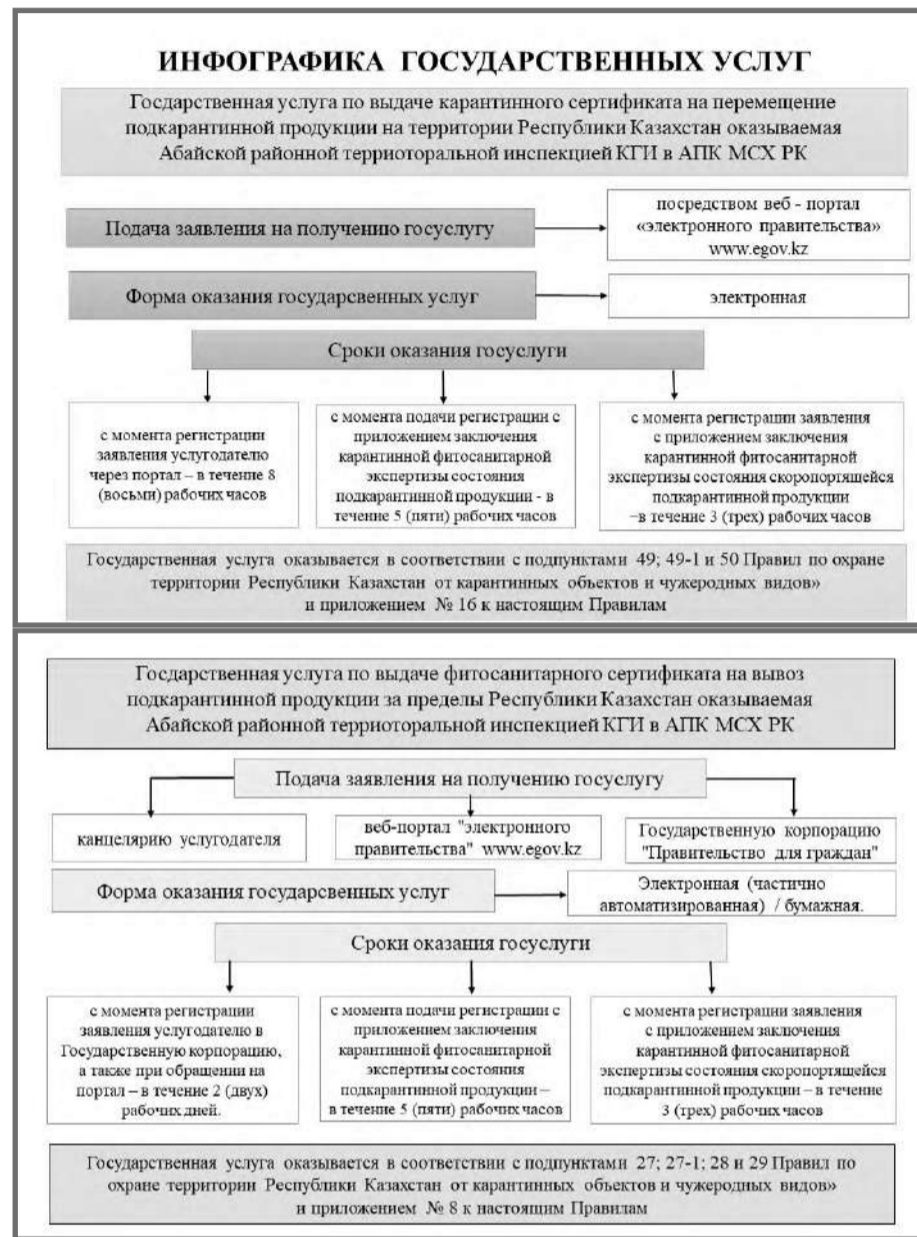 ИНФОГРАФИКА ГОСУДАРСТВЕННЫХ УСЛУГ
Госдарственная услуга по выдаче карантинного сертификата на перемещение
подкарантинной продукции на территории Республики Казахстан оказываемая
Абайской районной терриоторальной инспекцией КГИ в АПК МСХ РК
Подача заявления на получению госуслугу
посредством веб - портал
«электронного правительства»
www.egov.kz
Форма оказания государсвенных услуг
электронная
Сроки оказания госуслуги
с момента регистрации
заявления услугодателю
через портал – в течение 8
(восьми) рабочих часов
с момента подачи регистрации с
приложением заключения
карантинной фитосанитарной
экспертизы состояния
подкарантинной продукции - в
течение 5 (пяти) рабочих часов
с момента регистрации заявления
с приложением заключения
карантинной фитосанитарной
экспертизы состояния скоропортящейся
подкарантинной продукции
–в течение 3 (трех) рабочих часов
Государственная услуга оказывается в соответствии с подпунктами 49; 49-1 и 50 Правил по охране
территории Республики Казахстан от карантинных объектов и чужеродных видов»
и приложением № 16 к настоящим Правилам
Госдарственная услуга по выдаче фитосанитарного сертификата на вывоз
подкарантинной продукции за пределы Республики Казахстан оказываемая
Абайской районной терриоторальной инспекцией КГИ в АПК МСХ РК
Подача заявления на получению госуслугу
канцелярию услугодателя
веб-портал "электронного
правительства" www.egov.kz
Государственную корпорацию
"Правительство для граждан"
Форма оказания государсвенных услуг
Электронная (частично
автоматизированная) / бумажная.
Сроки оказания госуслуги
с момента регистрации
заявления услугодателю в
Государственную корпорацию,
а также при обращении на
портал – в течение 2 (двух)
рабочих дней.
с момента подачи регистрации с
приложением заключения
карантинной фитосанитарной
экспертизы состояния
подкарантинной продукции –
в течение 5 (пяти) рабочих часов
с момента регистрации заявления
с приложением заключения
карантинной фитосанитарной
экспертизы состояния скоропортящейся
подкарантинной продукции – в течение
3 (трех) рабочих часов
Государственная услуга оказывается в соответствии с подпунктами 27; 27-1; 28 и 29 Правил по
охране территории Республики Казахстан от карантинных объектов и чужеродных видов»
и приложением № 8 к настоящим Правилам